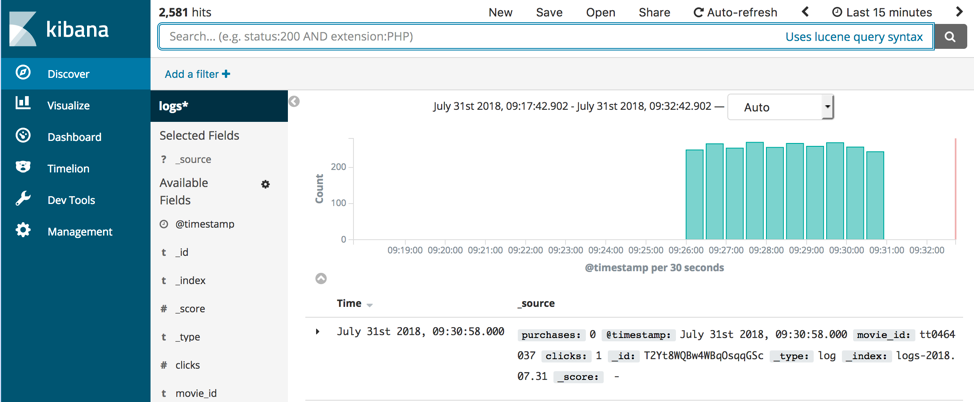 kibana
Discover
Visualize
Dashboard
Timelion
Dev Tools
Management
2,581 hits
New Save Open Share Auto-refresh Last 15 minutes
Search... (e.g. status:200 AND extension:PHP) Uses lucene query syntax
Add a filter +
logs*
Selected Fields
? _source
Available
Fields
@timestamp
t _id
t _index
# _score
t _type
# clicks
t movie_id
July 31st 2018, 09:17:42.902 - July 31st 2018, 09:32:42.902 — Auto
Count
200
100
0
09:19:00 09:20:00 09:21:00 09:22:00 09:23:00 09:24:00 09:25:00 09:26:00 09:27:00 09:28:00 09:29:00 09:30:00 09:31:00 09:32:00
@timestamp per 30 seconds
Time _source
July 31st 2018, 09:30:58.000 purchases: 0 @timestamp: July 31st 2018, 09:30:58.000 movie_id: tt0464
037 clicks: 1 _id: T2Yt8WQBw4WBqOsqqGSc _type: log _index: logs-2018.
07.31 _score: -